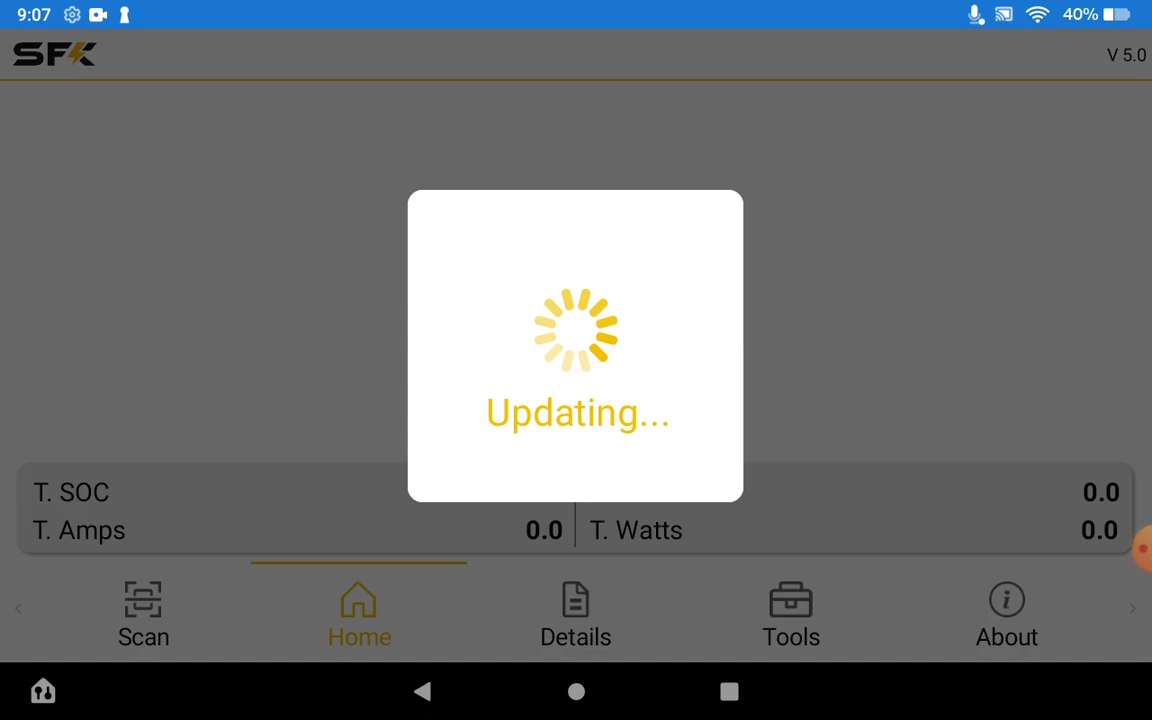 9:07
40%
SFK
V 5.0
Updating...
T. SOC
0.0
T. Amps
0.0
T. Watts
0.0
Scan
Home
Details
Tools
About